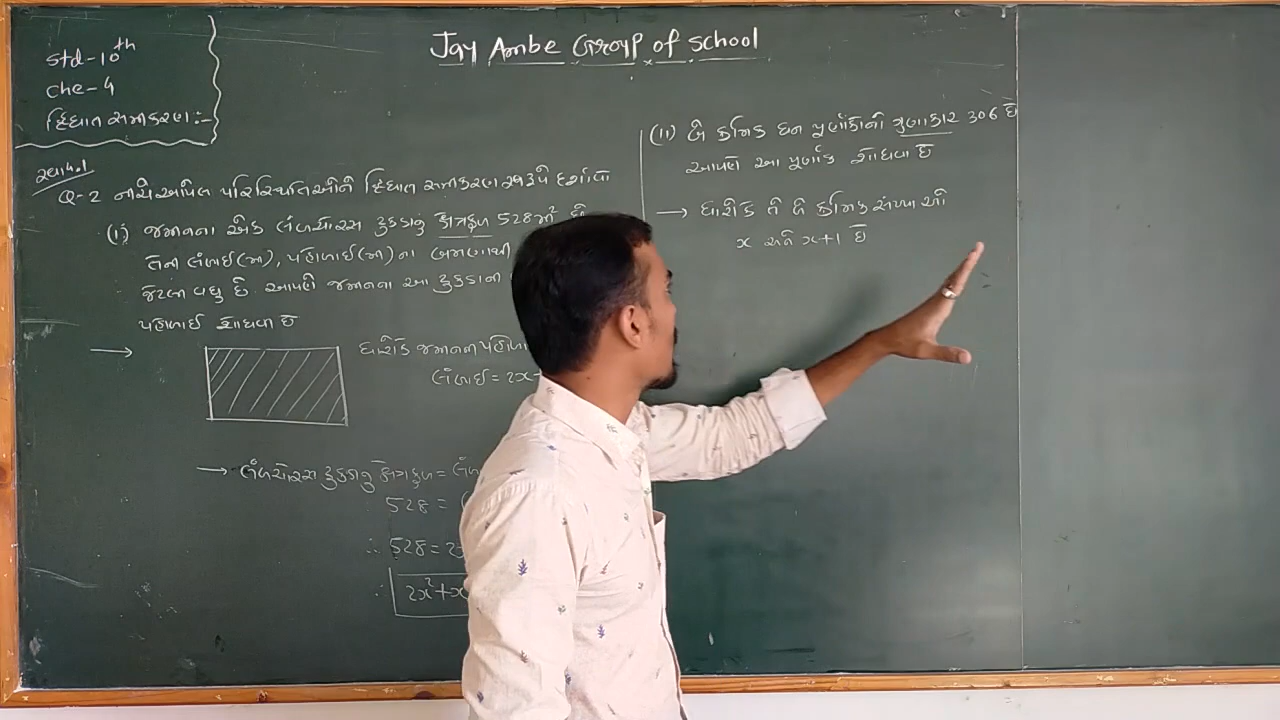 Jay Ambe Group of school
std-10th
che-4
દ્વિઘાત સમીકરણ :-
સ્વા 4.1
Q-2 નીચે આપેલ પરિસ્થિતિઓને દ્વિઘાત સમીકરણ સ્વરૂપે દર્શાવો
(i) જમીનના એક લંબચોરસ ટુકડાનું ક્ષેત્રફળ 528 મી² છે
તેની લંબાઈ(મી), પહોળાઈ(મી)ના બમણાથી
જેટલી વધુ છે. આપણે જમીનના આ ટુકડાની
પહોળાઈ શોધવી છે
→ ધારોકે જમીનની
લંબાઈ = 2x
→ લંબચોરસ ટુકડાનું ક્ષેત્રફળ =
528 =
∴ 528 = 2x
∴ 2x²+x
(ii) બે ક્રમિક ધન પૂર્ણાંકોનો ગુણાકાર 306 છે
આપણે આ પૂર્ણાંક શોધવા છે
→ ધારોકે તે બે ક્રમિક સંખ્યાઓ
x અને x+1 છે